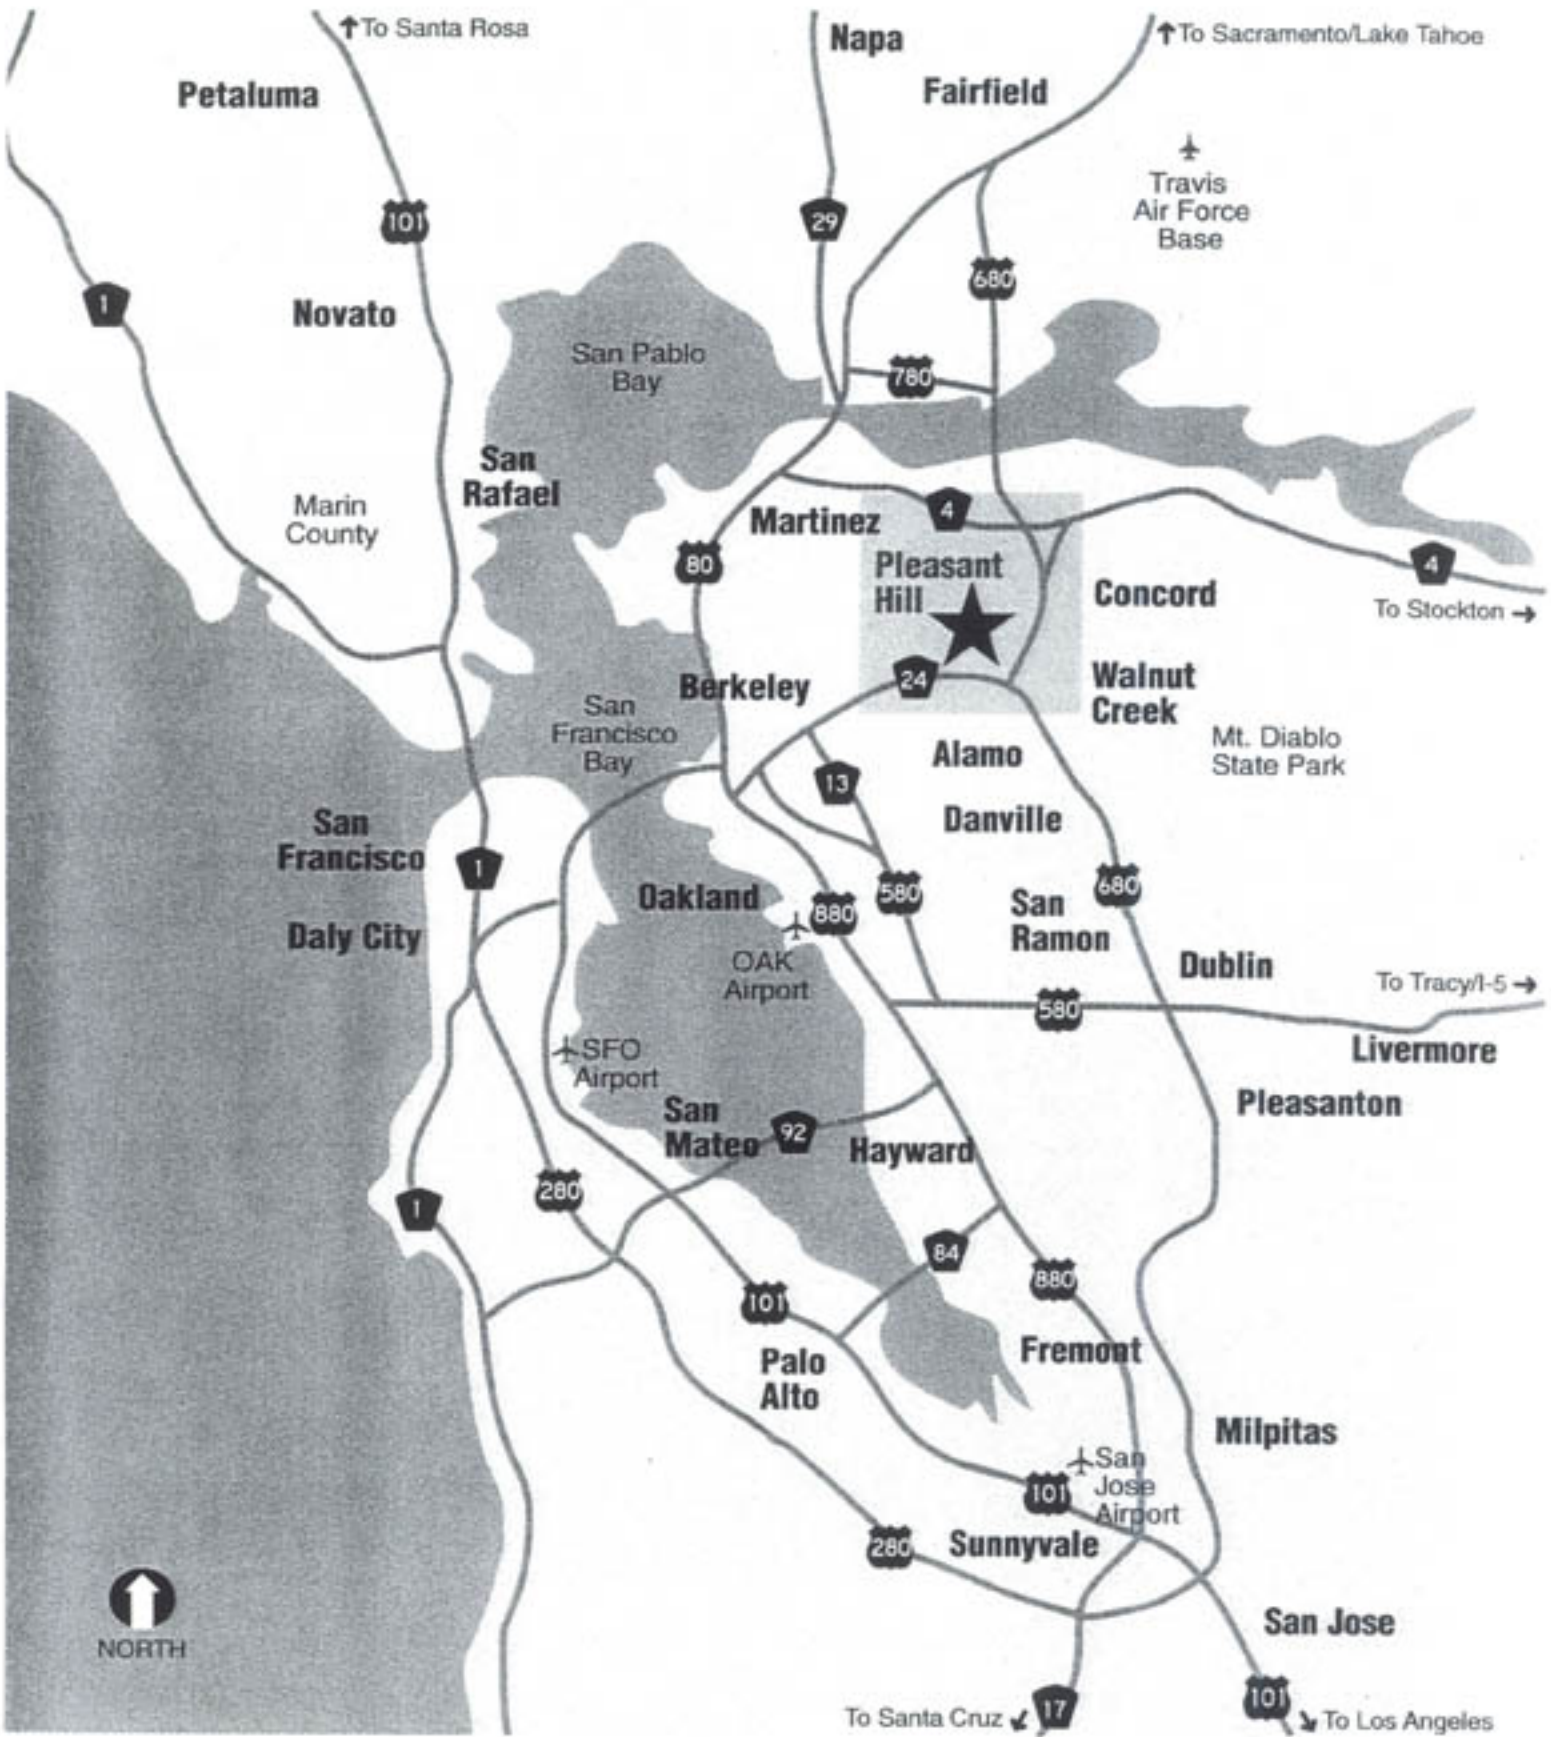 ↑To Santa Rosa
Napa
↑To Sacramento/Lake Tahoe
Petaluma
Fairfield
Travis
Air Force
Base
101
29
680
1
Novato
San Pablo
Bay
780
San
Rafael
Marin
County
Martinez
4
80
Pleasant
Hill
Concord
4
To Stockton →
Berkeley
24
Walnut
Creek
San
Francisco
Bay
Alamo
Mt. Diablo
State Park
13
Danville
San
Francisco
1
Oakland
880
580
680
San
Ramon
Daly City
OAK
Airport
Dublin
To Tracy/I-5 →
580
Livermore
SFO
Airport
San
Mateo
92
Hayward
Pleasanton
280
1
84
880
101
Fremont
Palo
Alto
Milpitas
San
Jose
Airport
101
280
Sunnyvale
NORTH
San Jose
To Santa Cruz ↙
17
101
↘ To Los Angeles